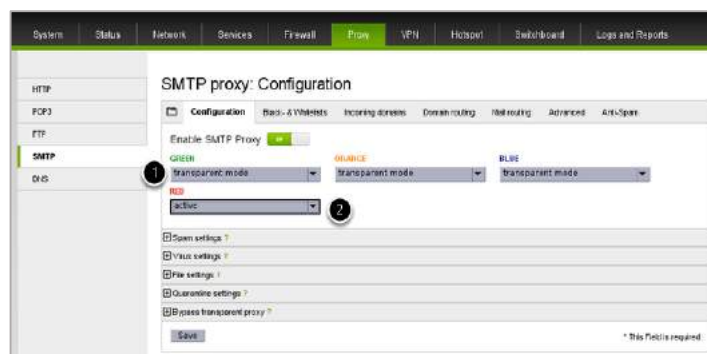 System Status Network Services Firewall Proxy VPN Hotspot Switchboard Logs and Reports
SMTP proxy: Configuration
HTTP
POP3
FTP
SMTP
DNS
Configuration Black- & Whitelists Incoming domains Domain routing Mail routing Advanced Anti-Spam
Enable SMTP Proxy
GREEN ORANGE BLUE
1 transparent mode transparent mode transparent mode
RED
active 2
Spam settings ?
Virus settings ?
File settings ?
Quarantine settings ?
Bypass transparent proxy ?
Save * This Field is required